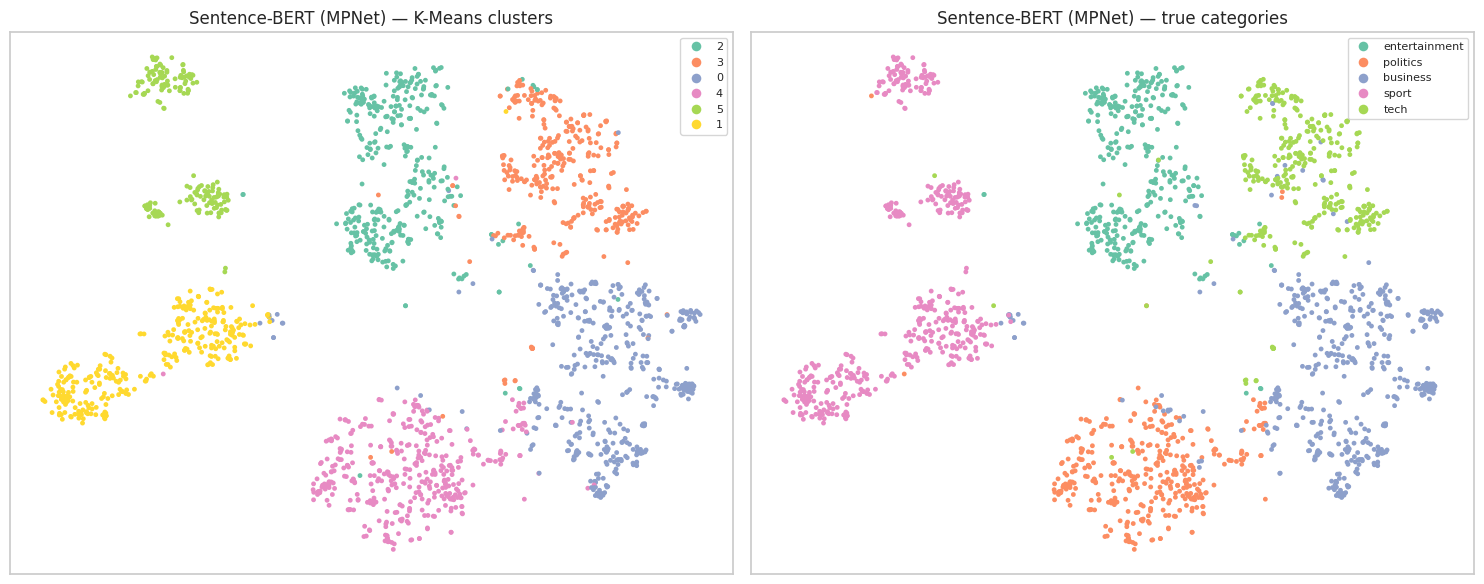 Sentence-BERT (MPNet) — K-Means clusters
2
3
0
4
5
1
Sentence-BERT (MPNet) — true categories
entertainment
politics
business
sport
tech